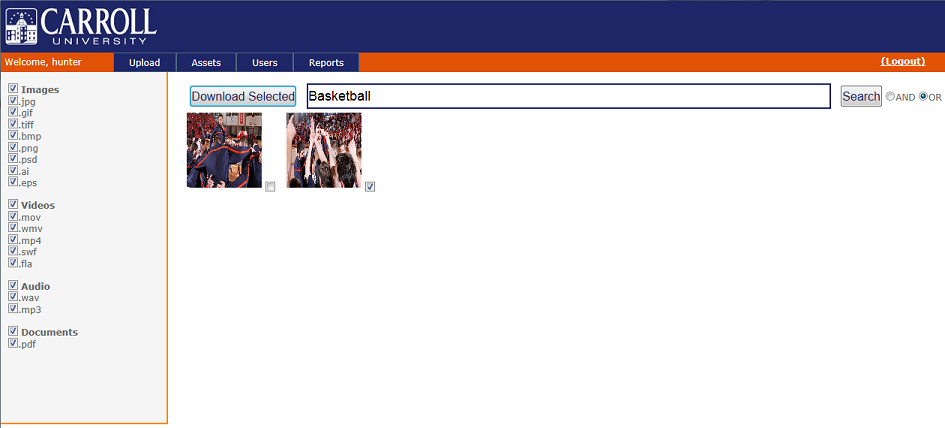 CARROLL
UNIVERSITY
Welcome, hunter Upload Assets Users Reports (Logout)
Download Selected Basketball Search AND OR
Images
.jpg
.gif
.tiff
.bmp
.png
.psd
.ai
.eps
Videos
.mov
.wmv
.mp4
.swf
.fla
Audio
.wav
.mp3
Documents
.pdf